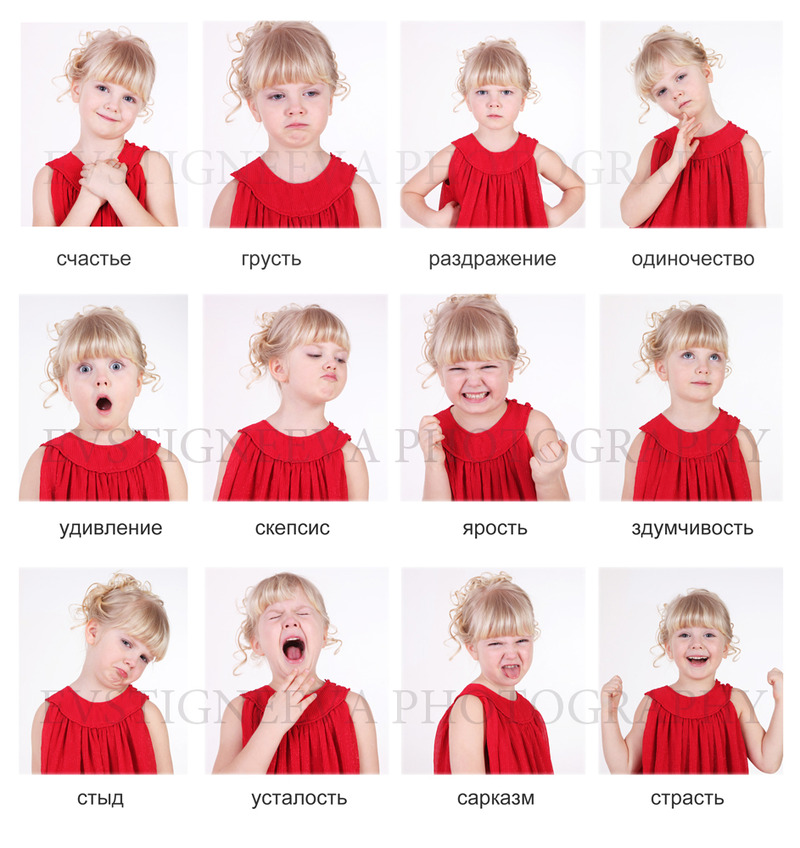 EVSTIGNEEVA PHOTOGRAPHY
счастье грусть раздражение одиночество
EVSTIGNEEVA PHOTOGRAPHY
удивление скепсис ярость здумчивость
EVSTIGNEEVA PHOTOGRAPHY
стыд усталость сарказм страсть